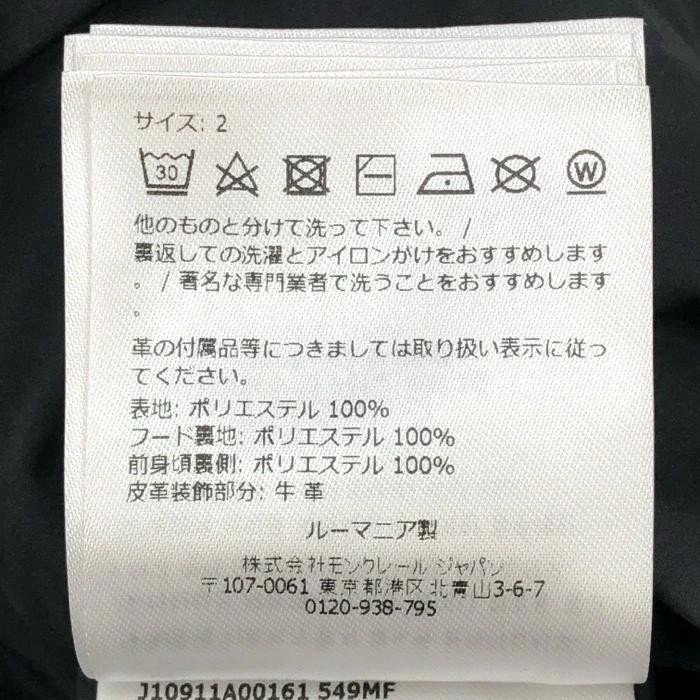 サイズ: 2
30
W
他のものと分けて洗って下さい。 /
裏返しての洗濯とアイロンがけをおすすめします
。 / 著名な専門業者で洗うことをおすすめします
。
革の付属品等につきましては取り扱い表示に従っ
てください。
表地: ポリエステル 100%
フード裏地: ポリエステル 100%
前身頃裏側: ポリエステル 100%
皮革装飾部分: 牛 革
ルーマニア製
株式会社モンクレール ジャパン
〒107-0061 東京都港区北青山3-6-7
0120-938-795
J10911A00161 549MF